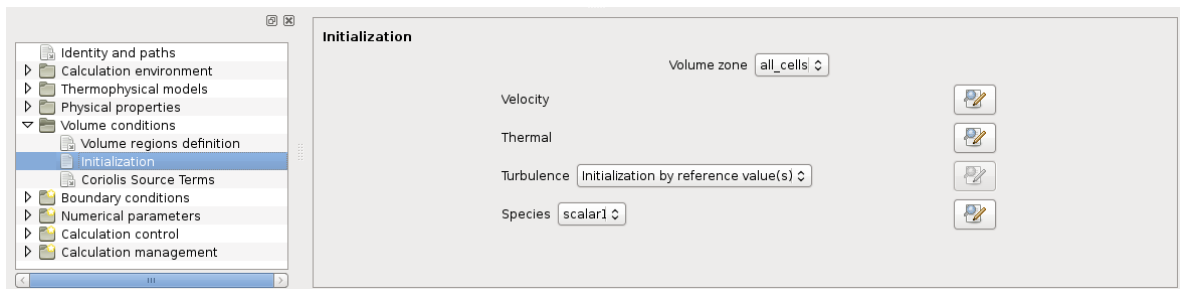 Identity and paths
Calculation environment
Thermophysical models
Physical properties
Volume conditions
Volume regions definition
Initialization
Coriolis Source Terms
Boundary conditions
Numerical parameters
Calculation control
Calculation management
Initialization
Volume zone all_cells
Velocity
Thermal
Turbulence Initialization by reference value(s)
Species scalar1